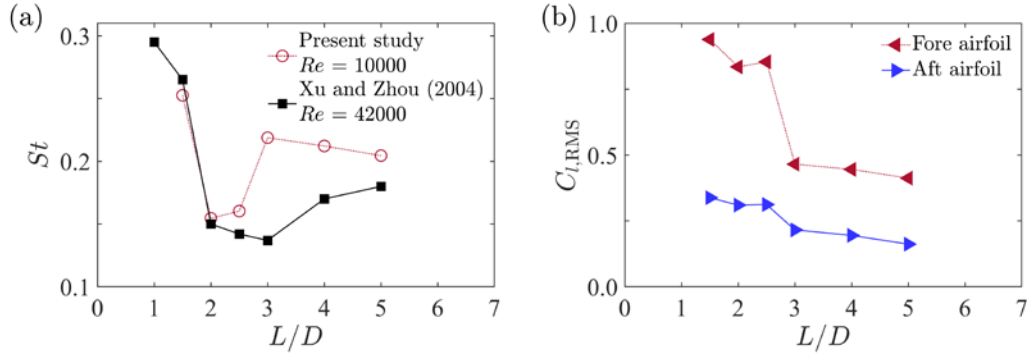 (a)
0.3
0.2
0.1
St
0
1
2
3
4
5
6
7
L/D
Present study
Re = 10000
Xu and Zhou (2004)
Re = 42000
(b)
1.0
0.5
0.0
C_{l,RMS}
0
1
2
3
4
5
6
7
L/D
Fore airfoil
Aft airfoil